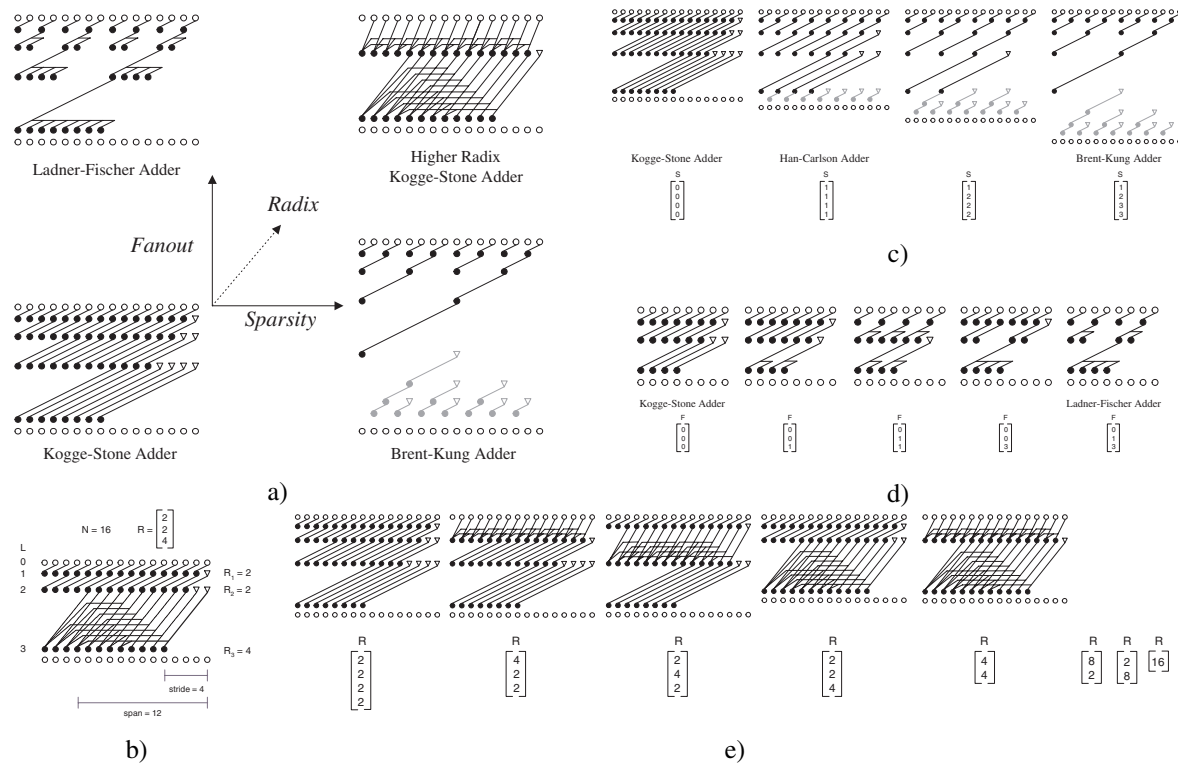 Ladner-Fischer Adder
Higher Radix
Kogge-Stone Adder
Radix
Fanout
Sparsity
Kogge-Stone Adder
Brent-Kung Adder
a)
Kogge-Stone Adder
Han-Carlson Adder
Brent-Kung Adder
S
0
0
0
0
S
1
1
1
1
S
1
2
2
2
S
1
2
3
3
c)
Kogge-Stone Adder
Ladner-Fischer Adder
F
0
0
0
F
0
0
1
F
0
1
1
F
0
0
3
F
0
1
3
d)
N = 16
R =
2
2
4
L
0
1
2
3
R1 = 2
R2 = 2
R3 = 4
stride = 4
span = 12
b)
R
2
2
2
2
R
4
2
2
R
2
4
2
R
2
2
4
R
4
4
R
8
2
R
2
8
R
16
e)